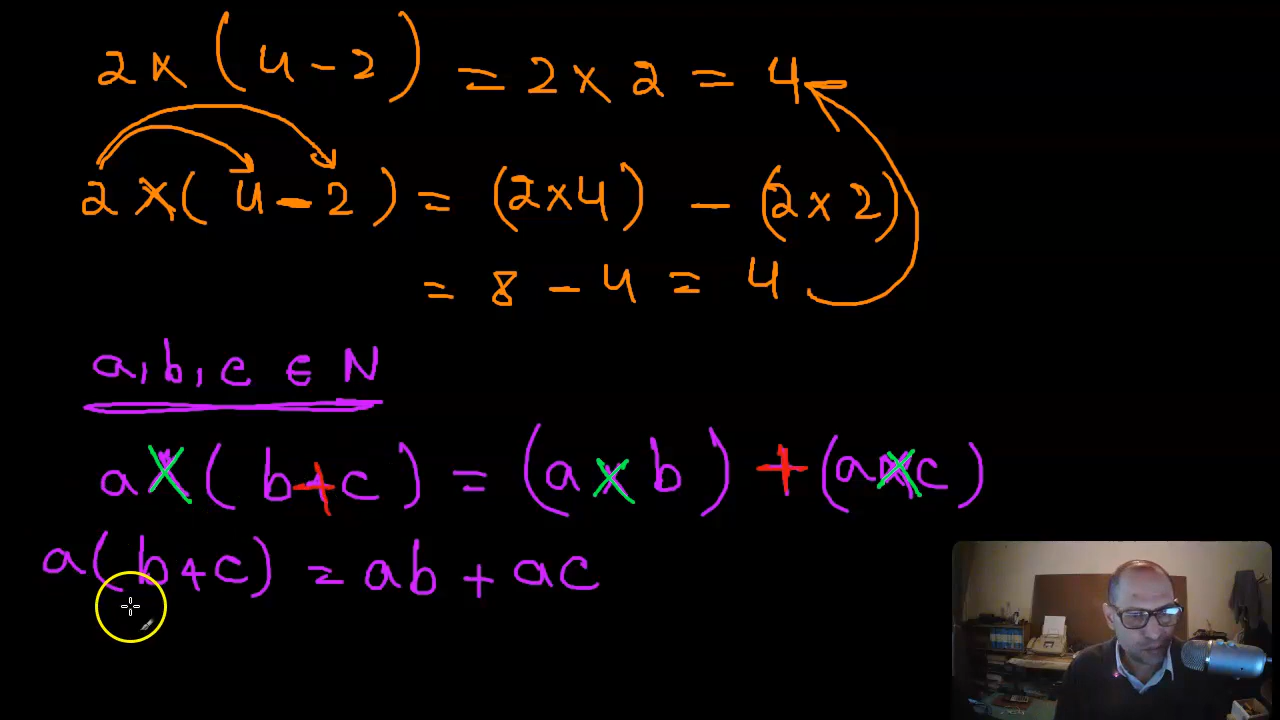 2 × (4 - 2) = 2 × 2 = 4
2 × (4 - 2) = (2 × 4) - (2 × 2)
= 8 - 4 = 4
a, b, c ∈ N
a × (b + c) = (a × b) + (a × c)
a(b + c) = ab + ac